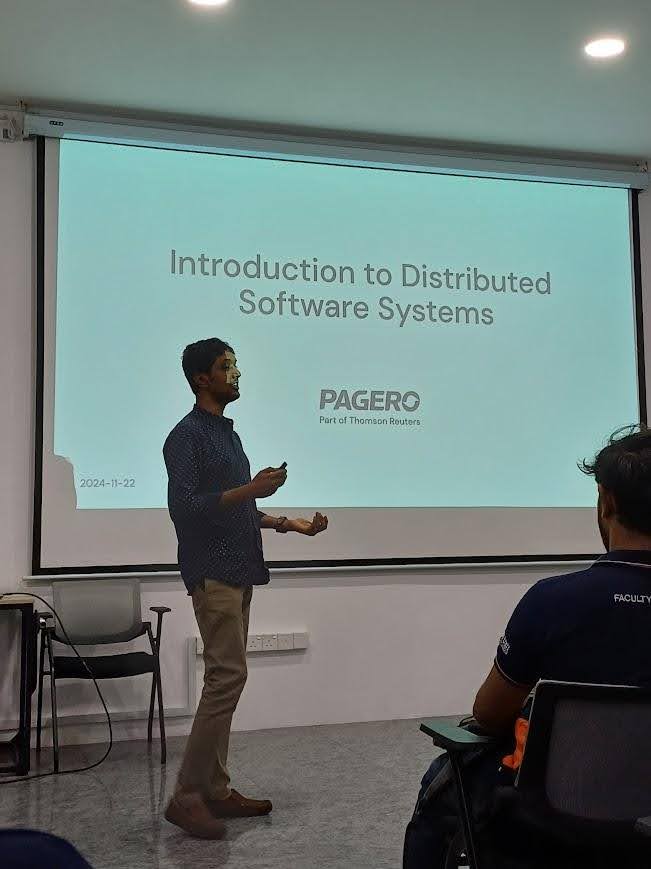 Introduction to Distributed
Software Systems
PAGERO
Part of Thomson Reuters
2024-11-22
FACULTY